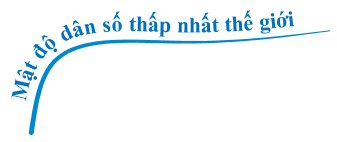 Mật độ dân số thấp nhất thế giới